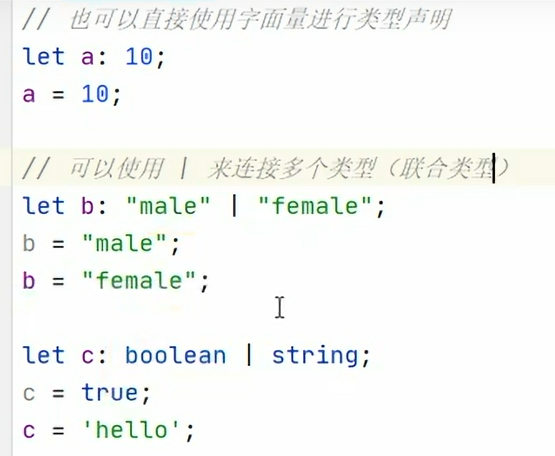 // 也可以直接使用字面量进行类型声明
let a: 10;
a = 10;
// 可以使用 | 来连接多个类型（联合类型）
let b: "male" | "female";
b = "male";
b = "female";
let c: boolean | string;
c = true;
c = 'hello';